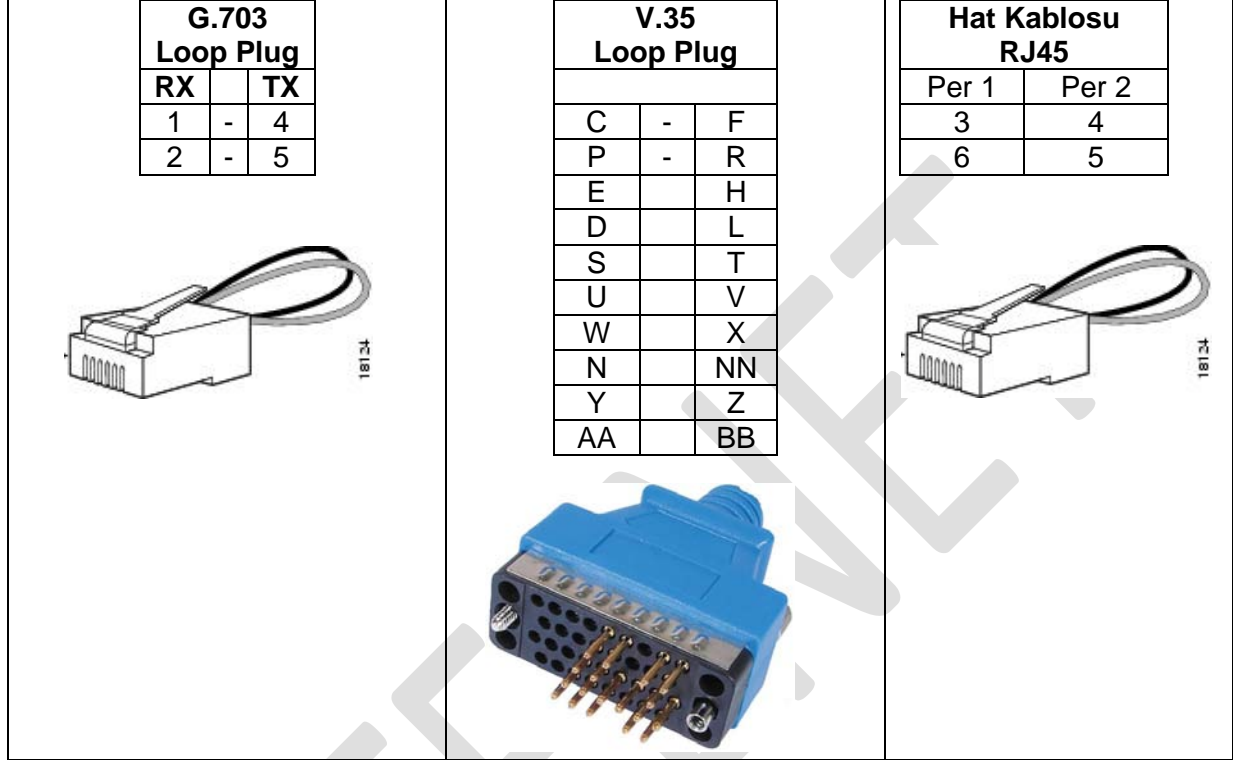 G.703
Loop Plug
RX TX
1 - 4
2 - 5
18124
V.35
Loop Plug
C - F
P - R
E H
D L
S T
U V
W X
N NN
Y Z
AA BB
Hat Kablosu
RJ45
Per 1 Per 2
3 4
6 5
18124